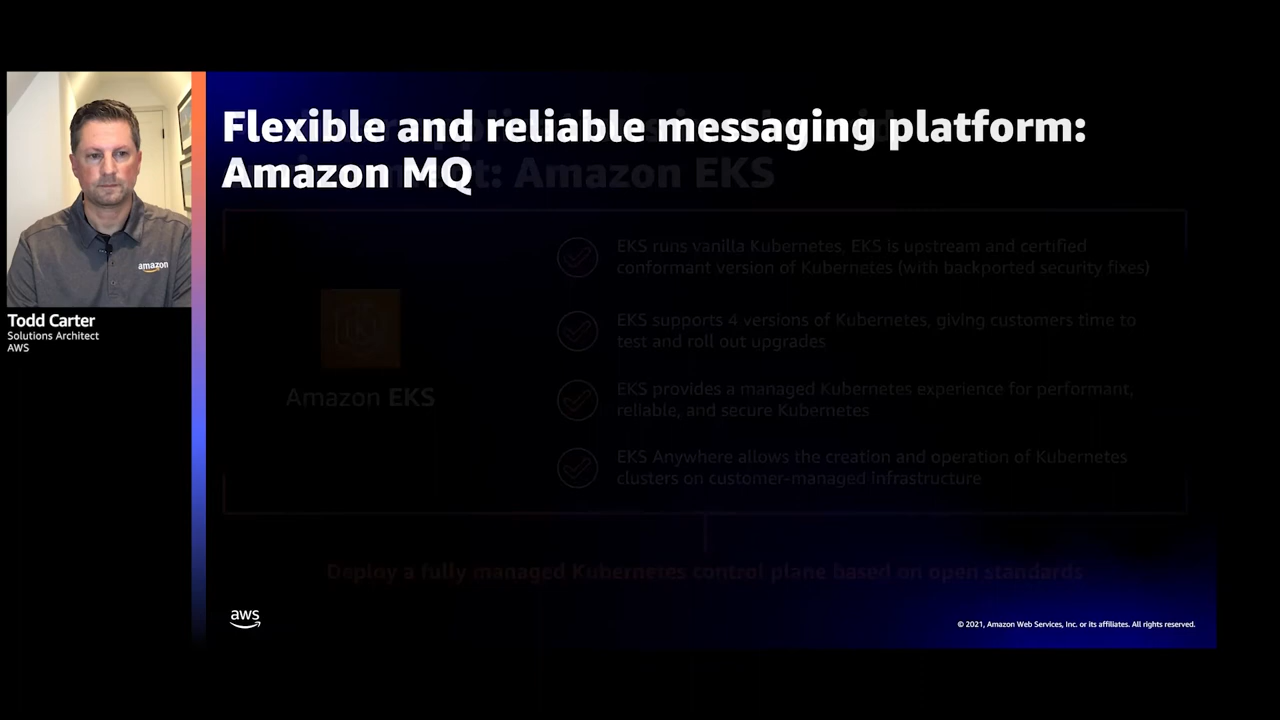 amazon
Todd Carter
Solutions Architect
AWS
Flexible and reliable messaging platform:
Amazon MQ
t: Amazon EKS
EKS runs vanilla Kubernetes. EKS is upstream and certified
conformant version of Kubernetes (with backported security fixes)
EKS supports 4 versions of Kubernetes, giving customers time to
test and roll out upgrades
Amazon EKS
EKS provides a managed Kubernetes experience for performant,
reliable, and secure Kubernetes
EKS Anywhere allows the creation and operation of Kubernetes
clusters on customer-managed infrastructure
Deploy a fully managed Kubernetes control plane based on open standards
aws
© 2021, Amazon Web Services, Inc. or its affiliates. All rights reserved.